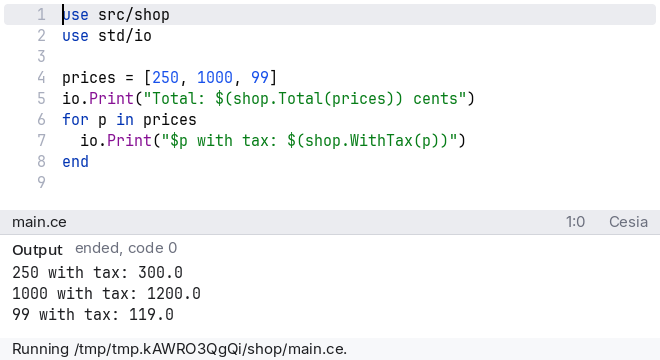 1 use src/shop
2 use std/io
3
4 prices = [250, 1000, 99]
5 io.Print("Total: $(shop.Total(prices)) cents")
6 for p in prices
7   io.Print("$p with tax: $(shop.WithTax(p))")
8 end
9
main.ce 1:0 Cesia
Output ended, code 0
250 with tax: 300.0
1000 with tax: 1200.0
99 with tax: 119.0
Running /tmp/tmp.kAWRO3QgQi/shop/main.ce.